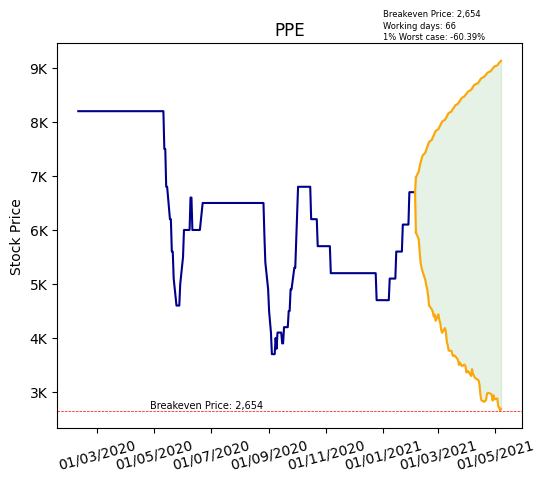 Breakeven Price: 2,654
Working days: 66
1% Worst case: -60.39%
PPE
Stock Price
9K
8K
7K
6K
5K
4K
3K
Breakeven Price: 2,654
01/03/2020
01/05/2020
01/07/2020
01/09/2020
01/11/2020
01/01/2021
01/03/2021
01/05/2021